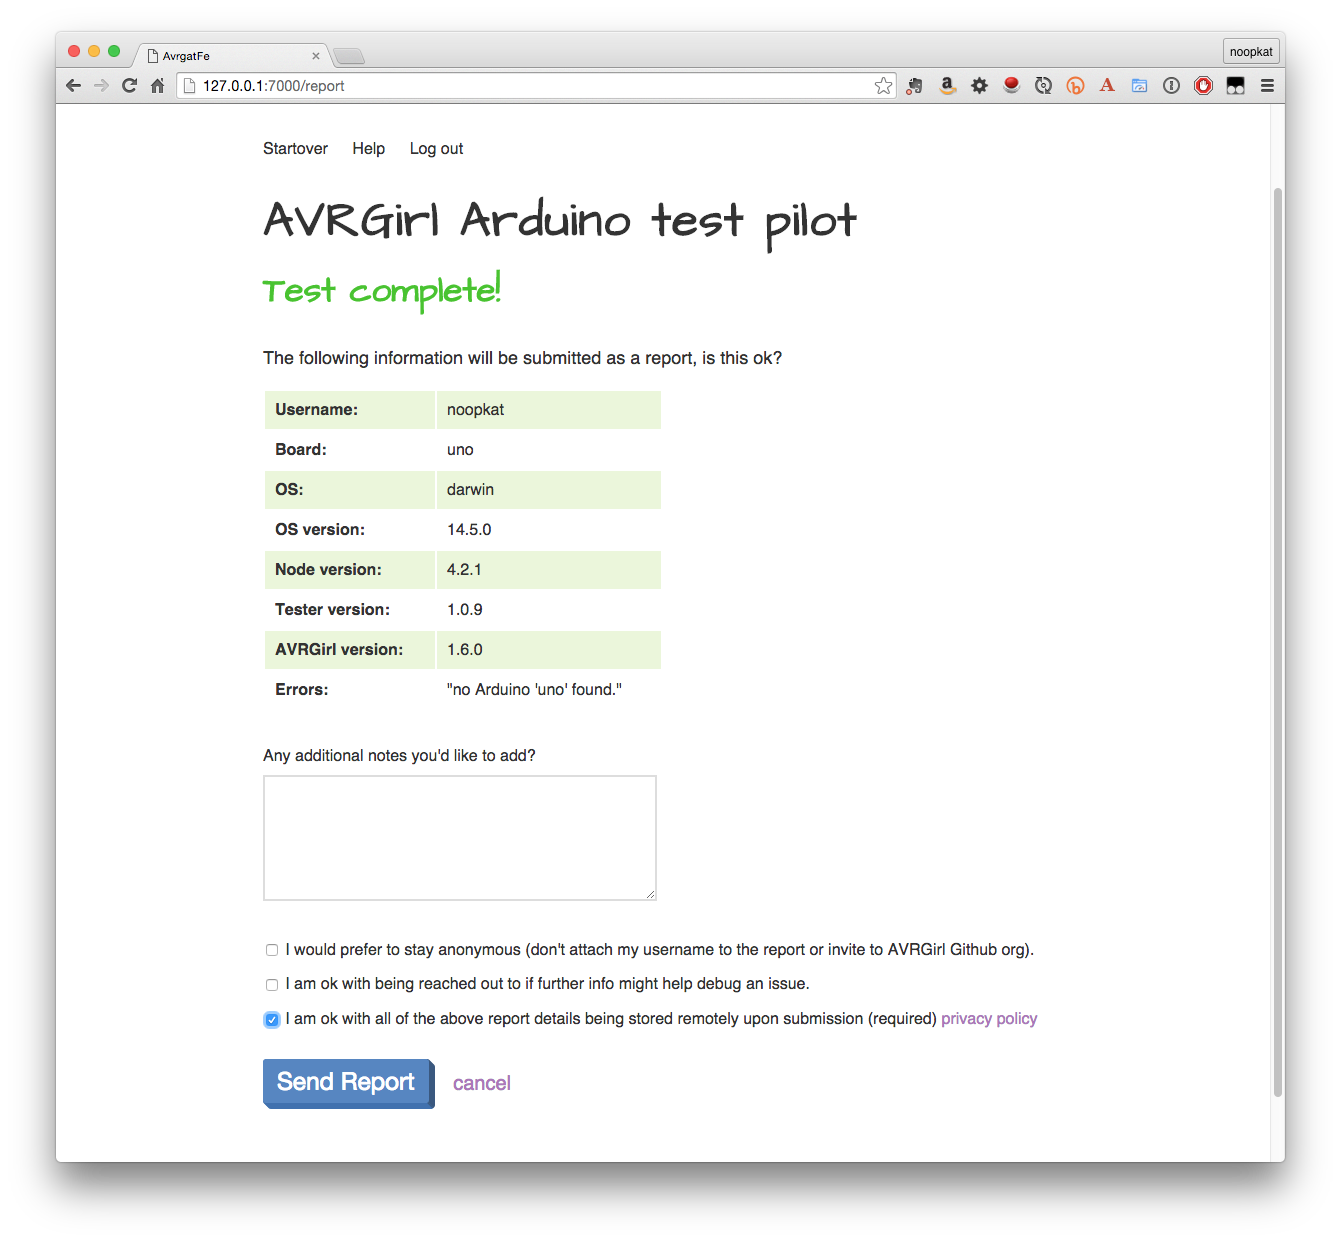 AvrgatFe
noopkat
127.0.0.1:7000/report
Startover Help Log out
AVRGirl Arduino test pilot
Test complete!
The following information will be submitted as a report, is this ok?
Username: noopkat
Board: uno
OS: darwin
OS version: 14.5.0
Node version: 4.2.1
Tester version: 1.0.9
AVRGirl version: 1.6.0
Errors: "no Arduino 'uno' found."
Any additional notes you'd like to add?
I would prefer to stay anonymous (don't attach my username to the report or invite to AVRGirl Github org).
I am ok with being reached out to if further info might help debug an issue.
I am ok with all of the above report details being stored remotely upon submission (required) privacy policy
Send Report cancel